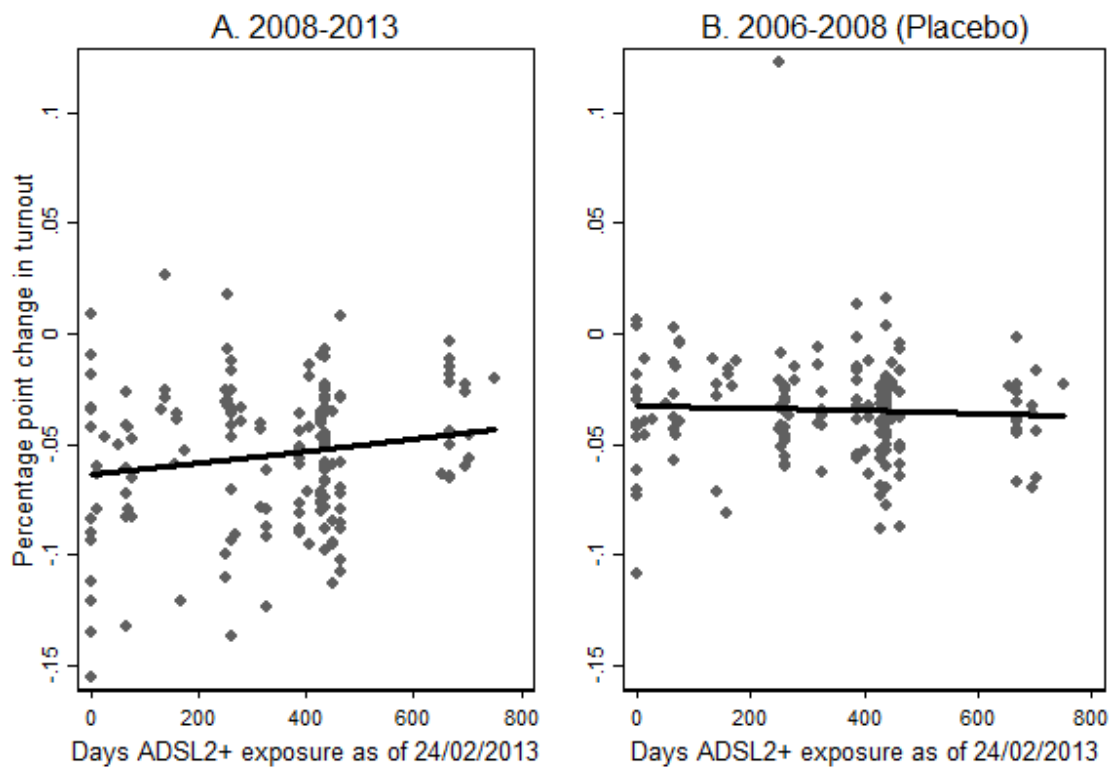 A. 2008-2013
B. 2006-2008 (Placebo)
Percentage point change in turnout
.1
.05
0
-.05
-.1
-.15
0 200 400 600 800
Days ADSL2+ exposure as of 24/02/2013
.1
.05
0
-.05
-.1
-.15
0 200 400 600 800
Days ADSL2+ exposure as of 24/02/2013